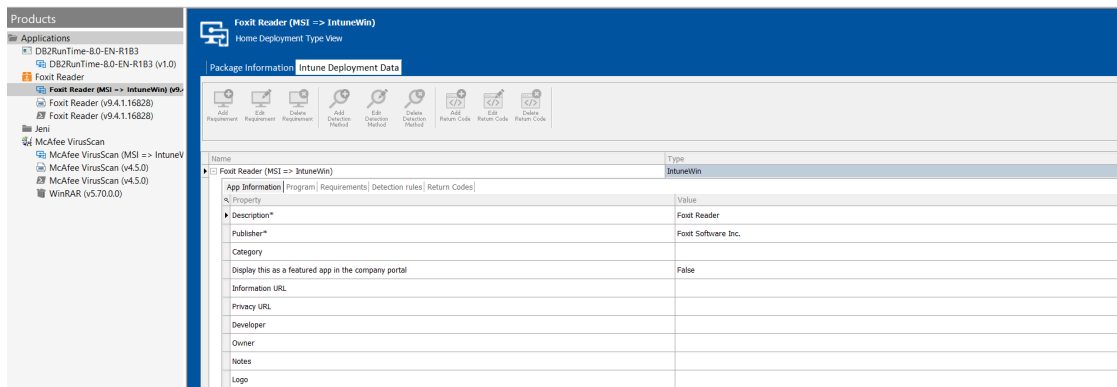 Products
Applications
DB2RunTime-8.0-EN-R1B3
DB2RunTime-8.0-EN-R1B3 (v1.0)
Foxit Reader
Foxit Reader (MSI => IntuneWin) (v9.
Foxit Reader (v9.4.1.16828)
Foxit Reader (v9.4.1.16828)
Jeni
McAfee VirusScan
McAfee VirusScan (MSI => IntuneV
McAfee VirusScan (v4.5.0)
McAfee VirusScan (v4.5.0)
WinRAR (v5.70.0.0)
Foxit Reader (MSI => IntuneWin)
Home Deployment Type View
Package Information Intune Deployment Data
Add Requirement
Edit Requirement
Delete Requirement
Add Detection Method
Edit Detection Method
Delete Detection Method
Add Return Code
Edit Return Code
Delete Return Code
Name Type
Foxit Reader (MSI => IntuneWin) IntuneWin
App Information Program Requirements Detection rules Return Codes
Property Value
Description* Foxit Reader
Publisher* Foxit Software Inc.
Category
Display this as a featured app in the company portal False
Information URL
Privacy URL
Developer
Owner
Notes
Logo